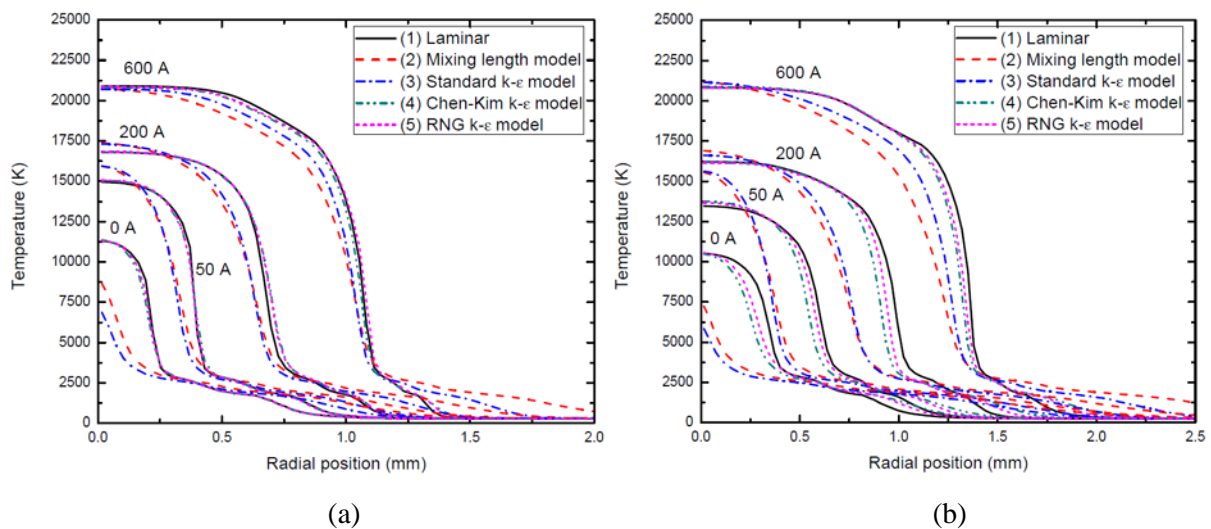 25000
22500
20000
17500
15000
12500
10000
7500
5000
2500
0
Temperature (K)
600 A
200 A
0 A
50 A
(1) Laminar
(2) Mixing length model
(3) Standard k-ε model
(4) Chen-Kim k-ε model
(5) RNG k-ε model
0.0 0.5 1.0 1.5 2.0
Radial position (mm)
(a)
25000
22500
20000
17500
15000
12500
10000
7500
5000
2500
0
Temperature (K)
600 A
200 A
50 A
0 A
(1) Laminar
(2) Mixing length model
(3) Standard k-ε model
(4) Chen-Kim k-ε model
(5) RNG k-ε model
0.0 0.5 1.0 1.5 2.0 2.5
Radial position (mm)
(b)